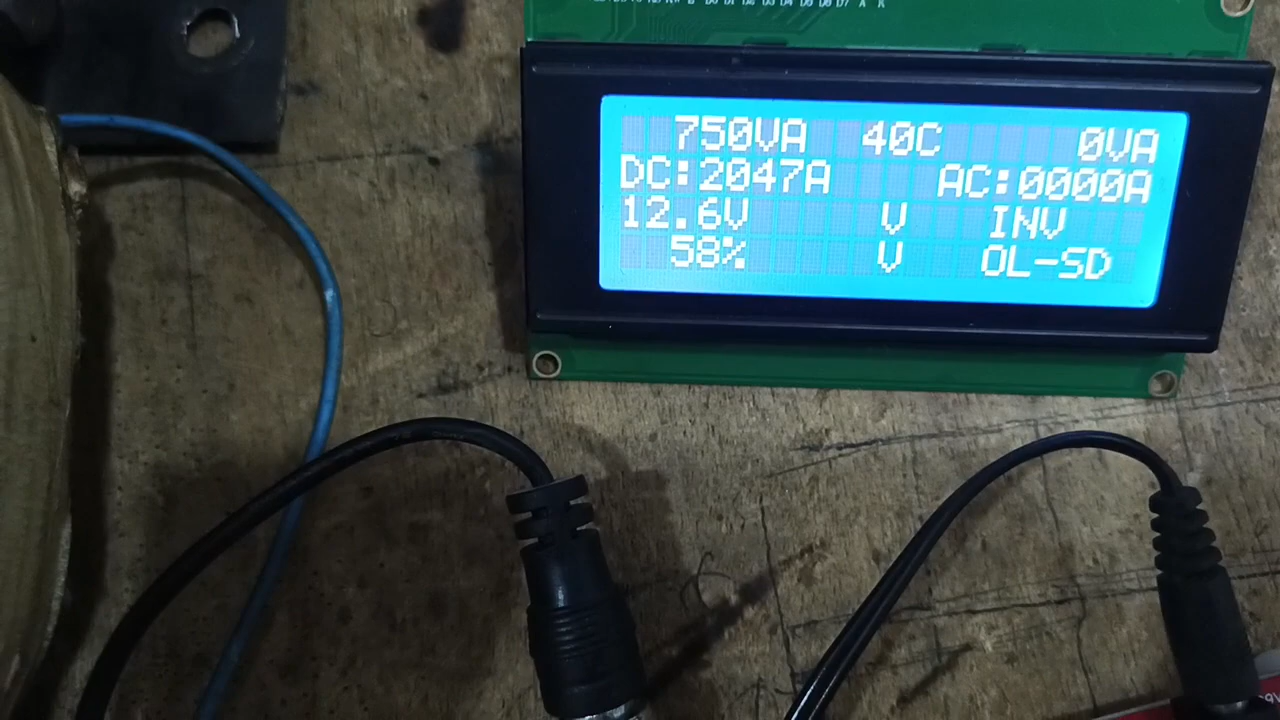 750VA 40C 0VA
DC:2047A AC:0000A
12.6V V INV
58% V OL-SD